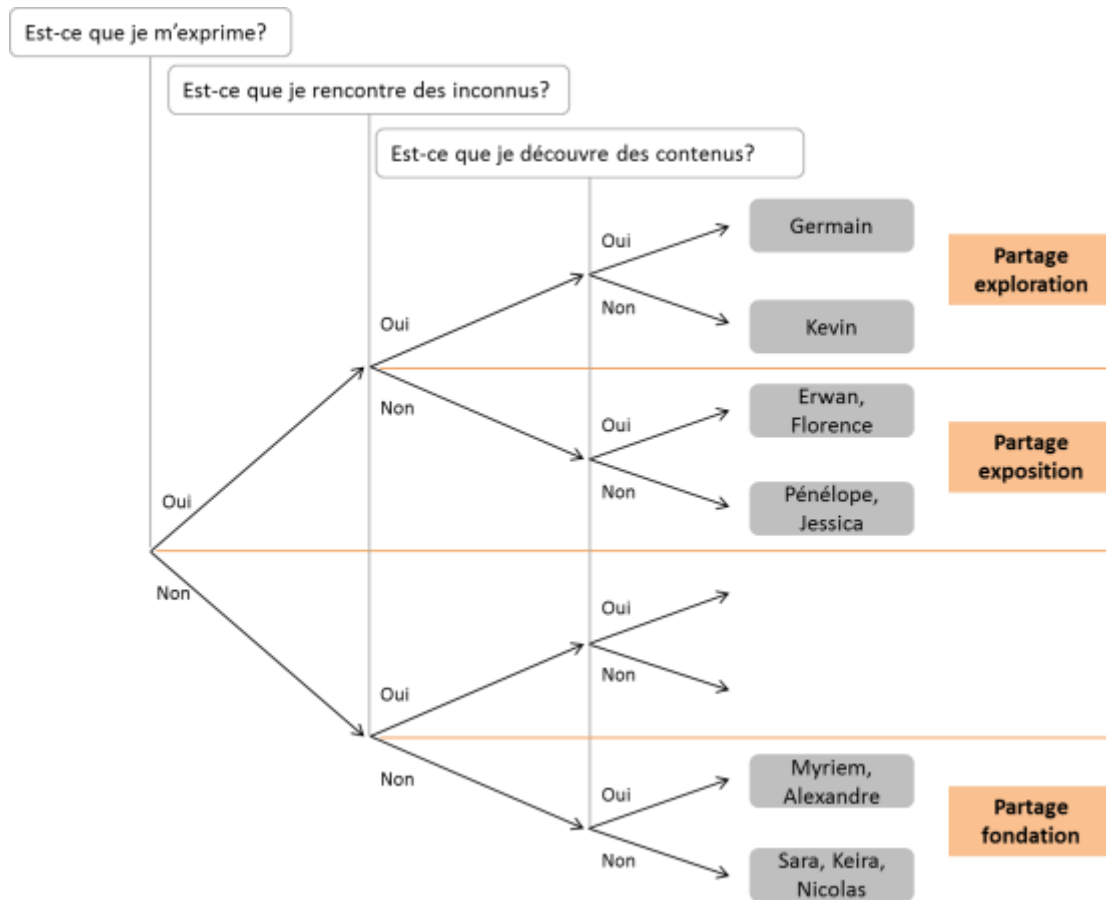 Est-ce que je m'exprime?
Est-ce que je rencontre des inconnus?
Est-ce que je découvre des contenus?
Oui
Germain
Partage
exploration
Non
Kevin
Oui
Non
Oui
Erwan,
Florence
Partage
exposition
Non
Pénélope,
Jessica
Oui
Non
Oui
Non
Oui
Non
Oui
Myriem,
Alexandre
Partage
fondation
Non
Sara, Keira,
Nicolas